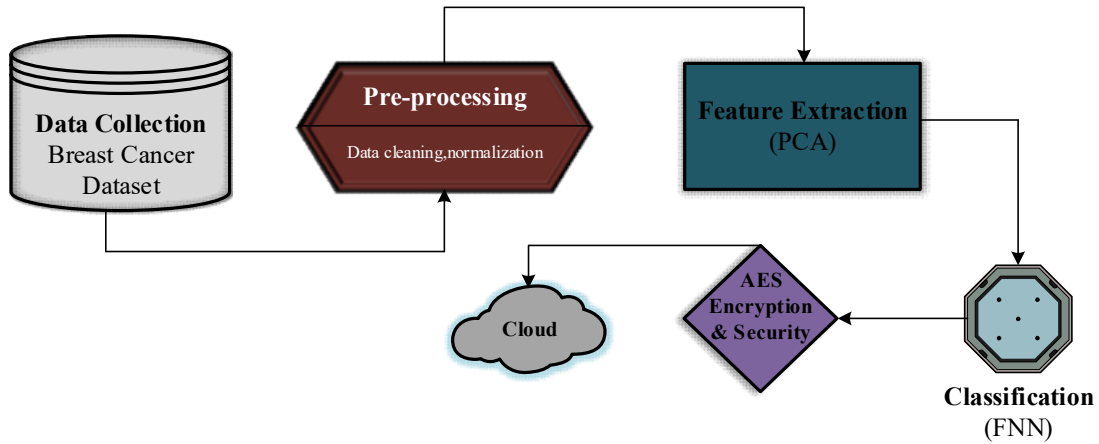 Data Collection
Breast Cancer
Dataset
Pre-processing
Data cleaning,normalization
Feature Extraction
(PCA)
Classification
(FNN)
AES
Encryption
& Security
Cloud